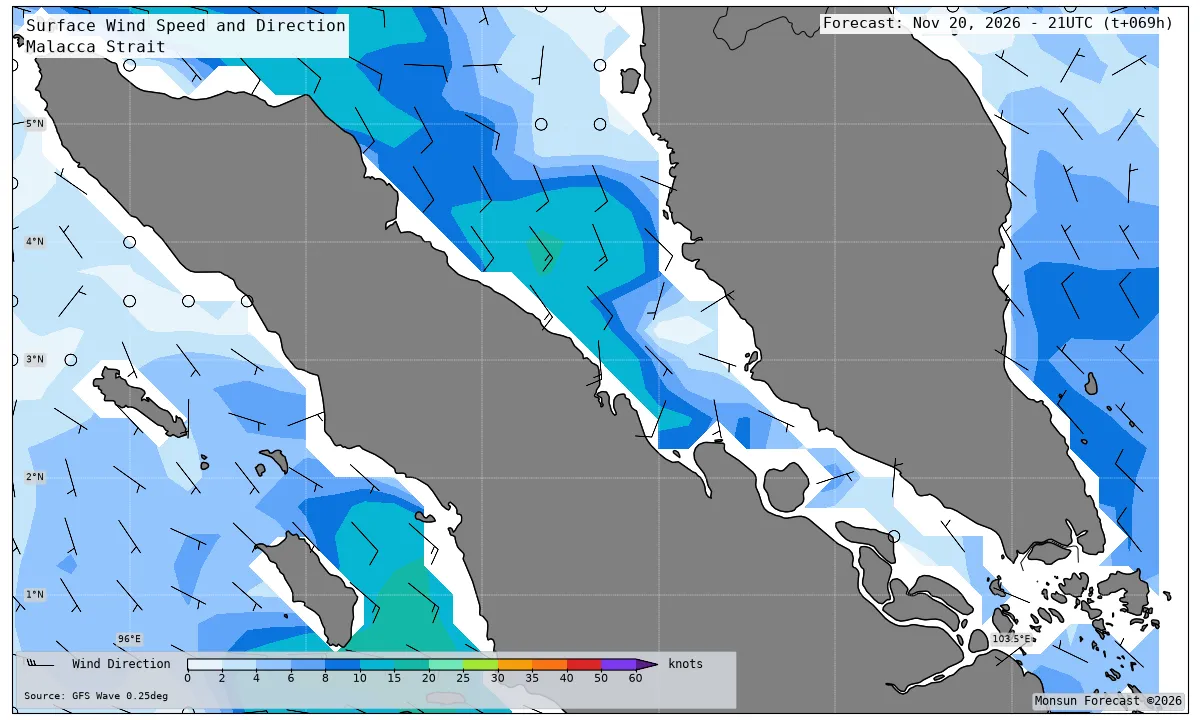 Surface Wind Speed and Direction
Malacca Strait
Forecast: Nov 20, 2026 - 21UTC (t+069h)
5°N
4°N
3°N
2°N
1°N
96°E
103.5°E
Wind Direction
knots
0 2 4 6 8 10 12 15 20 25 30 35 40 50 60
Source: GFS Wave 0.25deg
Monsun Forecast ©2026